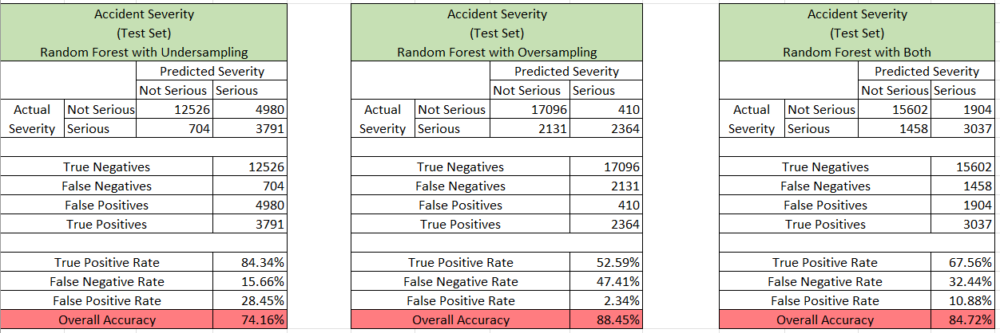 Accident Severity
(Test Set)
Random Forest with Undersampling
Predicted Severity
Not Serious Serious
Actual Severity Not Serious 12526 4980
Serious 704 3791
True Negatives 12526
False Negatives 704
False Positives 4980
True Positives 3791
True Positive Rate 84.34%
False Negative Rate 15.66%
False Positive Rate 28.45%
Overall Accuracy 74.16%
Accident Severity
(Test Set)
Random Forest with Oversampling
Predicted Severity
Not Serious Serious
Actual Severity Not Serious 17096 410
Serious 2131 2364
True Negatives 17096
False Negatives 2131
False Positives 410
True Positives 2364
True Positive Rate 52.59%
False Negative Rate 47.41%
False Positive Rate 2.34%
Overall Accuracy 88.45%
Accident Severity
(Test Set)
Random Forest with Both
Predicted Severity
Not Serious Serious
Actual Severity Not Serious 15602 1904
Serious 1458 3037
True Negatives 15602
False Negatives 1458
False Positives 1904
True Positives 3037
True Positive Rate 67.56%
False Negative Rate 32.44%
False Positive Rate 10.88%
Overall Accuracy 84.72%